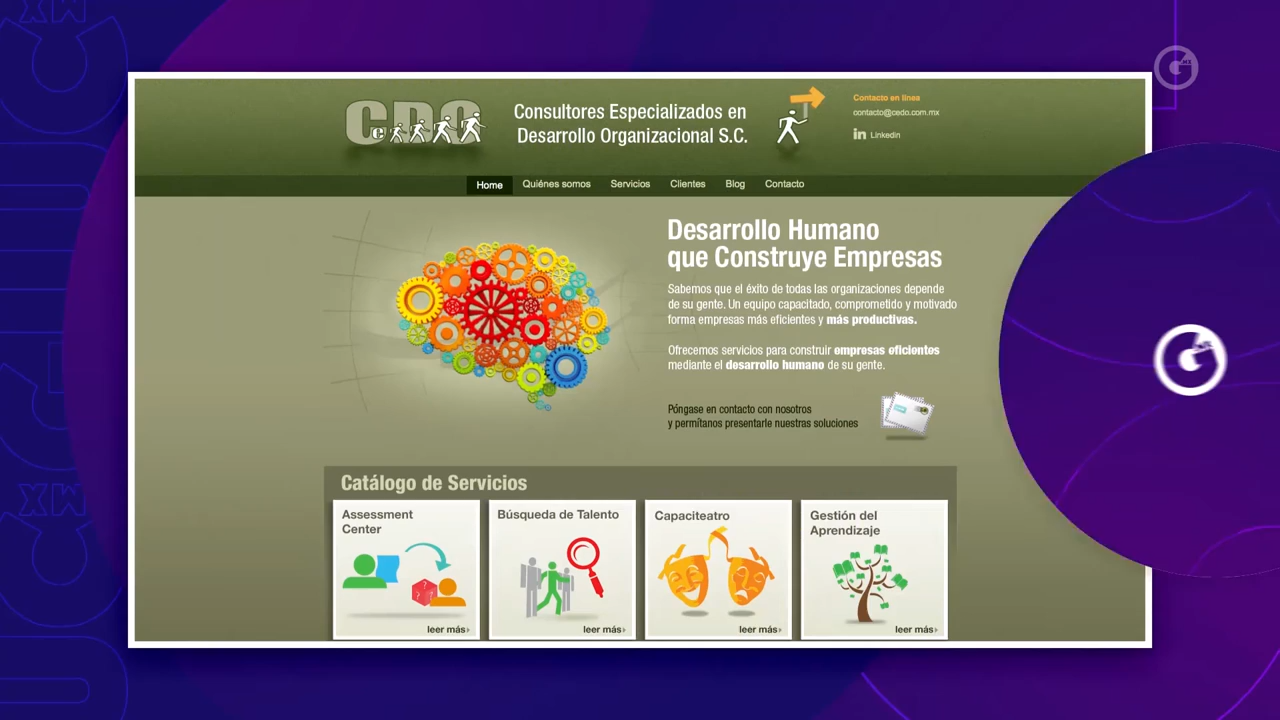 CeDO
Consultores Especializados en
Desarrollo Organizacional S.C.
Contacto en línea
contacto@cedo.com.mx
in Linkedin
Home
Quiénes somos
Servicios
Clientes
Blog
Contacto
Desarrollo Humano
que Construye Empresas
Sabemos que el éxito de todas las organizaciones depende
de su gente. Un equipo capacitado, comprometido y motivado
forma empresas más eficientes y más productivas.
Ofrecemos servicios para construir empresas eficientes
mediante el desarrollo humano de su gente.
Póngase en contacto con nosotros
y permítanos presentarle nuestras soluciones
Catálogo de Servicios
Assessment
Center
leer más
Búsqueda de Talento
leer más
Capaciteatro
leer más
Gestión del
Aprendizaje
leer más